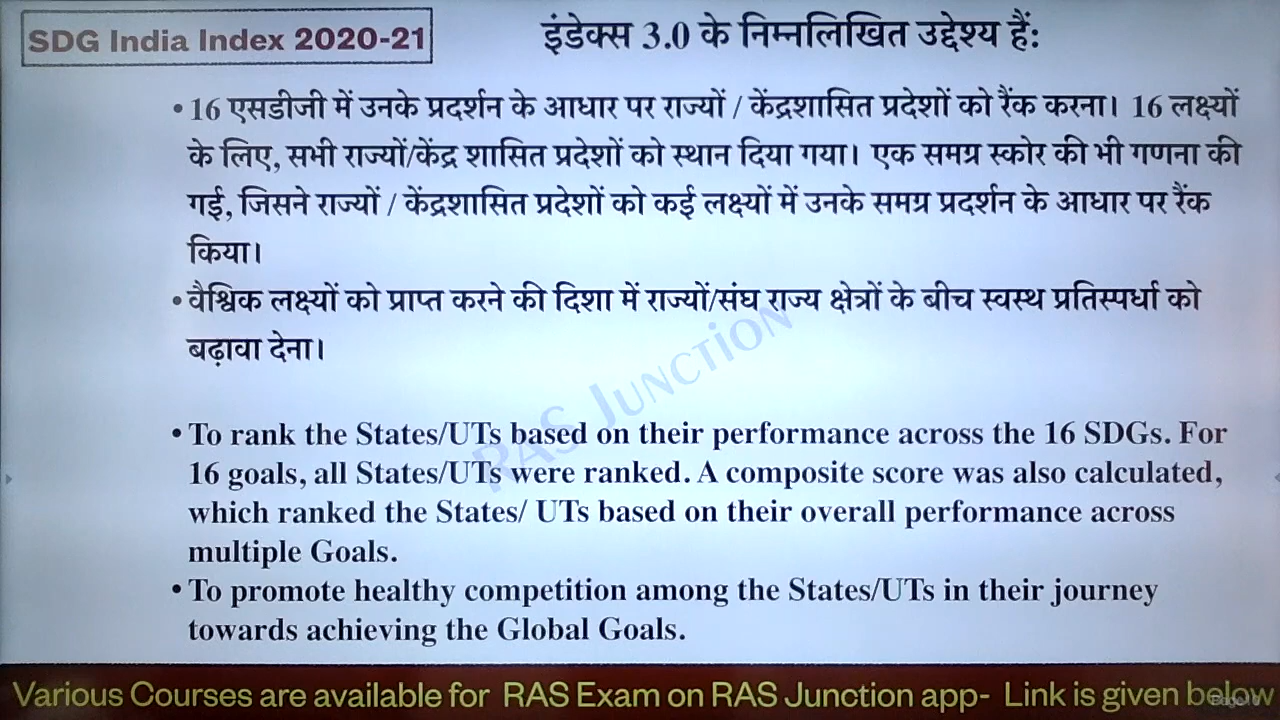 SDG India Index 2020-21
इंडेक्स 3.0 के निम्नलिखित उद्देश्य हैं:
• 16 एसडीजी में उनके प्रदर्शन के आधार पर राज्यों / केंद्रशासित प्रदेशों को रैंक करना। 16 लक्ष्यों
के लिए, सभी राज्यों/केंद्र शासित प्रदेशों को स्थान दिया गया। एक समग्र स्कोर की भी गणना की
गई, जिसने राज्यों / केंद्रशासित प्रदेशों को कई लक्ष्यों में उनके समग्र प्रदर्शन के आधार पर रैंक
किया।
• वैश्विक लक्ष्यों को प्राप्त करने की दिशा में राज्यों/संघ राज्य क्षेत्रों के बीच स्वस्थ प्रतिस्पर्धा को
बढ़ावा देना।
RAS JUNCTION
• To rank the States/UTs based on their performance across the 16 SDGs. For
16 goals, all States/UTs were ranked. A composite score was also calculated,
which ranked the States/ UTs based on their overall performance across
multiple Goals.
• To promote healthy competition among the States/UTs in their journey
towards achieving the Global Goals.
Various Courses are available for RAS Exam on RAS Junction app- Link is given below
Page 10